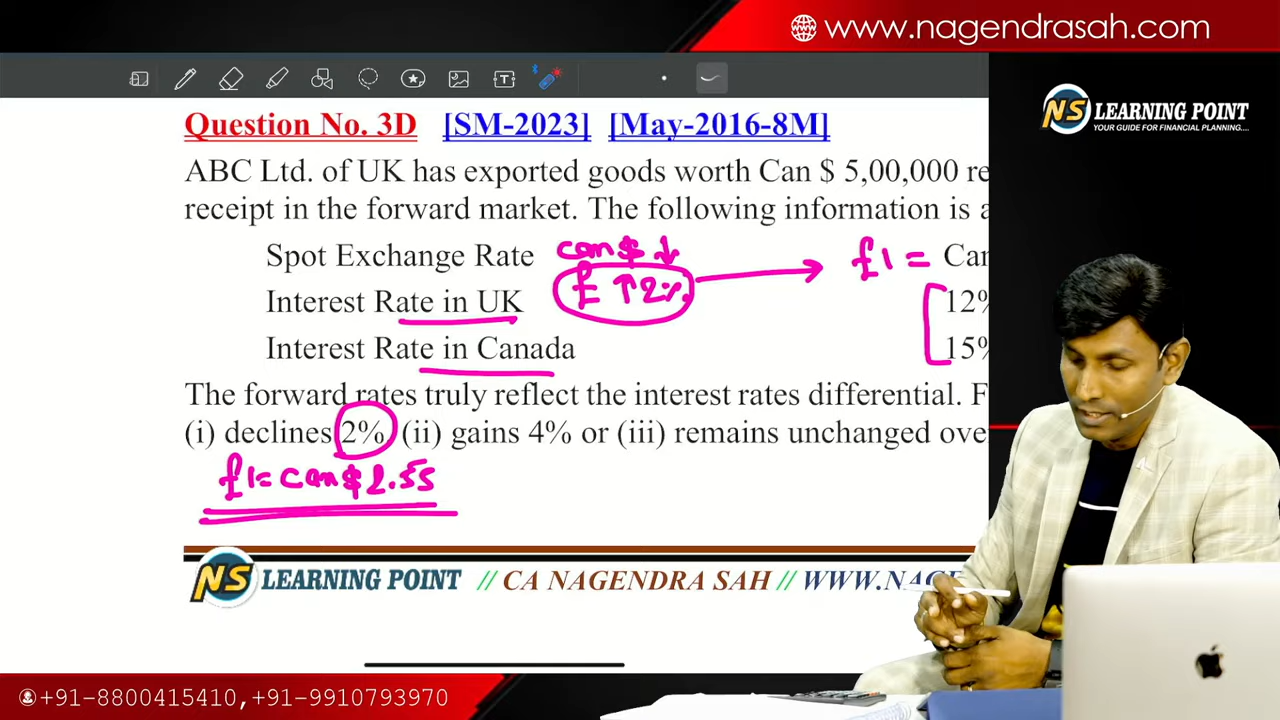 www.nagendrasah.com
NS LEARNING POINT
YOUR GUIDE FOR FINANCIAL PLANNING....
Question No. 3D [SM-2023] [May-2016-8M]
ABC Ltd. of UK has exported goods worth Can $ 5,00,000 re
receipt in the forward market. The following information is a
Spot Exchange Rate can $ ↓ £1 = Can
Interest Rate in UK £ ↑ 2% 12%
Interest Rate in Canada 15%
The forward rates truly reflect the interest rates differential. F
(i) declines 2%, (ii) gains 4% or (iii) remains unchanged ove
£1 = can $ 2.55
NS LEARNING POINT // CA NAGENDRA SAH // WWW.NAGE
+91-8800415410,+91-9910793970